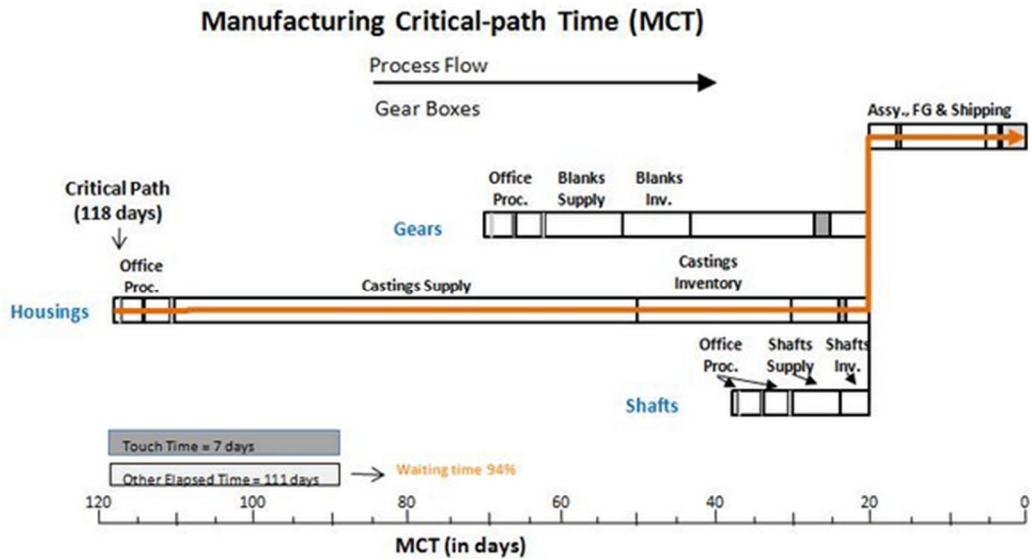 Manufacturing Critical-path Time (MCT)
Process Flow
Gear Boxes
Assy., FG & Shipping
Critical Path
(118 days)
Office
Proc.
Blanks
Supply
Blanks
Inv.
Gears
Office
Proc.
Castings Supply
Castings
Inventory
Housings
Office
Proc.
Shafts
Supply
Shafts
Inv.
Shafts
Touch Time = 7 days
Other Elapsed Time = 111 days
Waiting time 94%
120 100 80 60 40 20 0
MCT (in days)